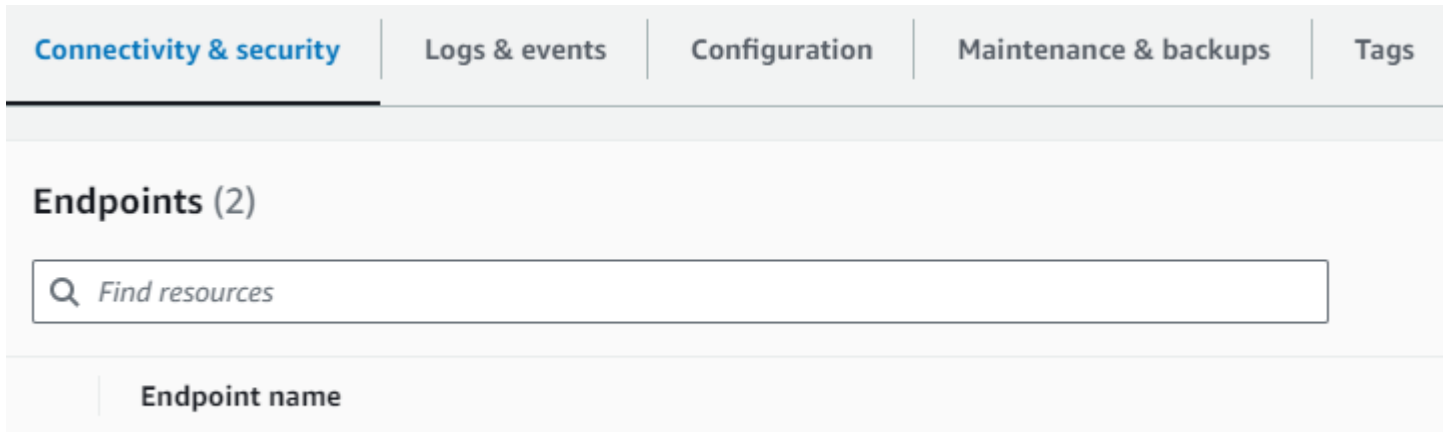 Connectivity & security Logs & events Configuration Maintenance & backups Tags
Endpoints (2)
Find resources
Endpoint name